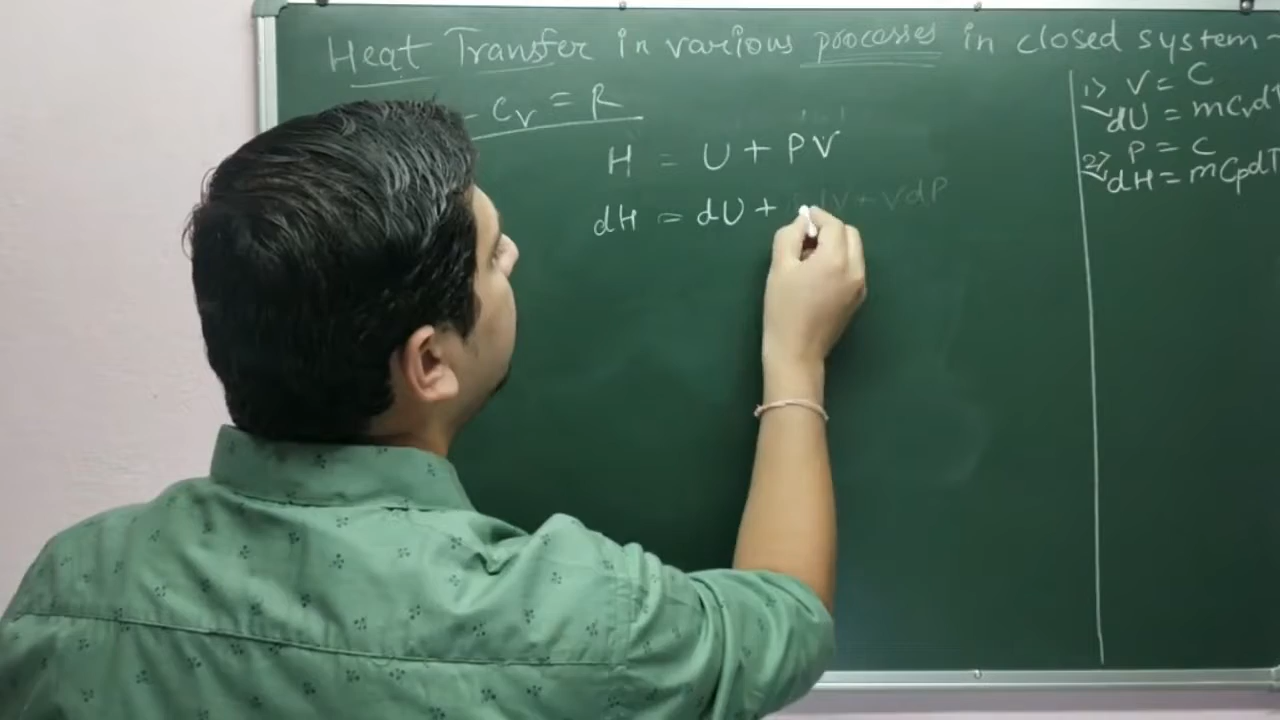 Heat Transfer in various processes in closed system -
- Cv = R
H = U + PV
dH = dU + dV + VdP
1) V = C
dU = mCvdT
2) P = C
dH = mCpdT